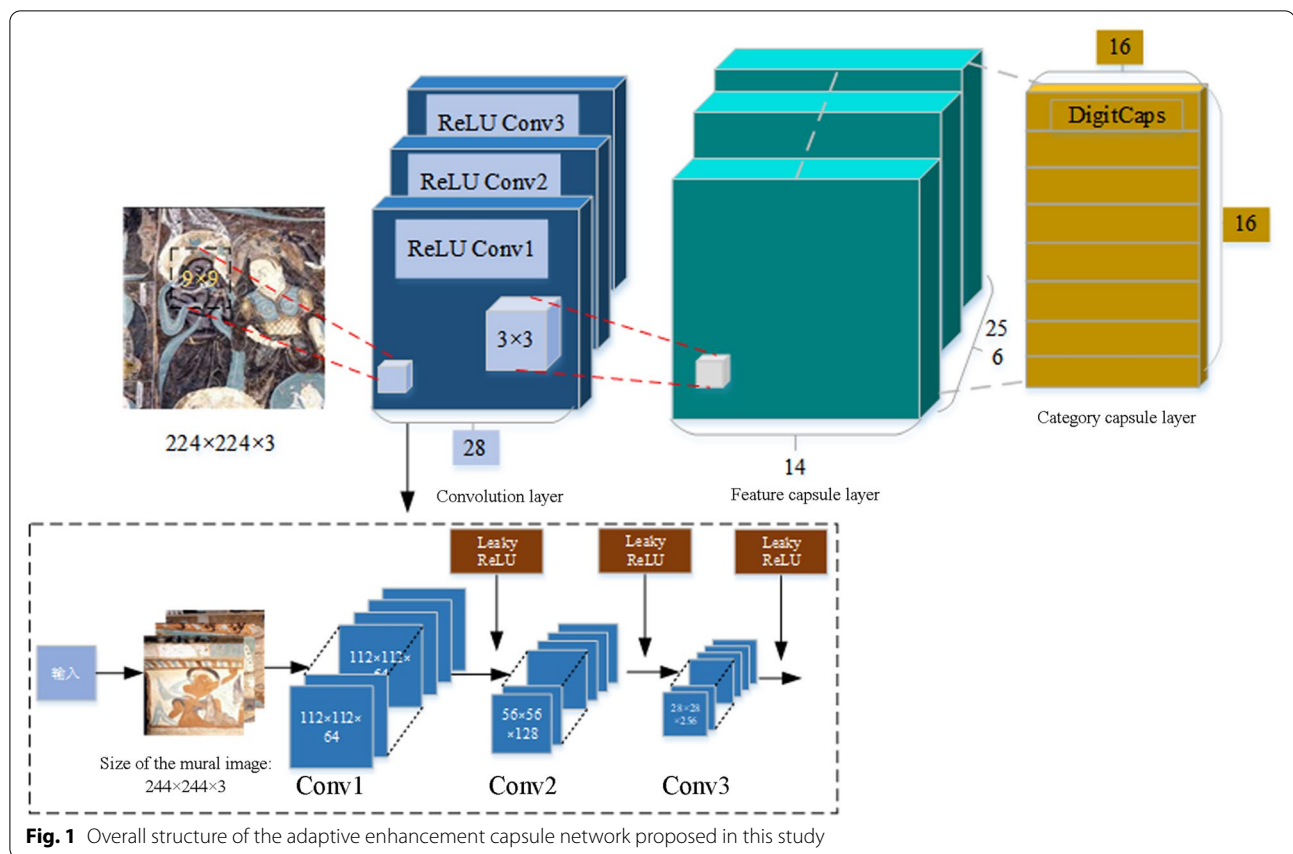 16
DigitCaps
16
ReLU Conv3
ReLU Conv2
ReLU Conv1
9×9
3×3
25
6
224×224×3
28
14
Category capsule layer
Convolution layer
Feature capsule layer
Leaky
ReLU
Leaky
ReLU
Leaky
ReLU
输入
112×112×
64
112×112×
64
56×56
×128
28×28
×256
Size of the mural image:
244×244×3
Conv1
Conv2
Conv3
Fig. 1 Overall structure of the adaptive enhancement capsule network proposed in this study